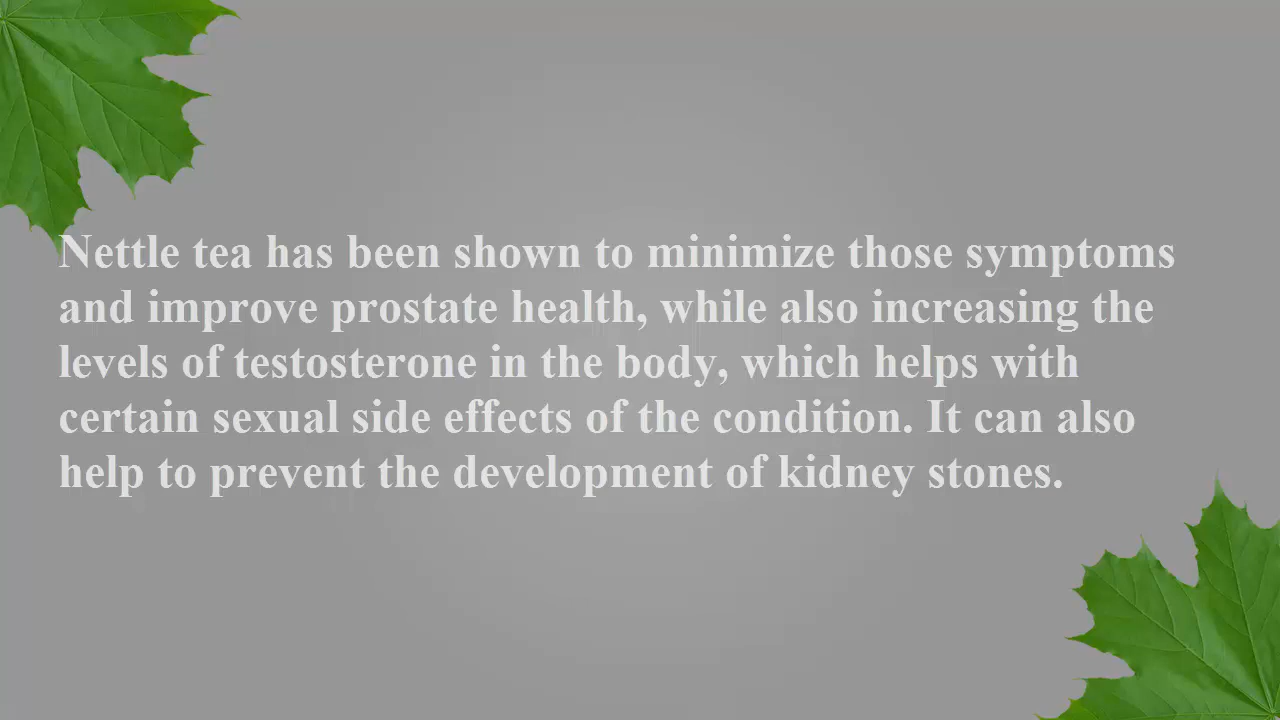 Nettle tea has been shown to minimize those symptoms
and improve prostate health, while also increasing the
levels of testosterone in the body, which helps with
certain sexual side effects of the condition. It can also
help to prevent the development of kidney stones.